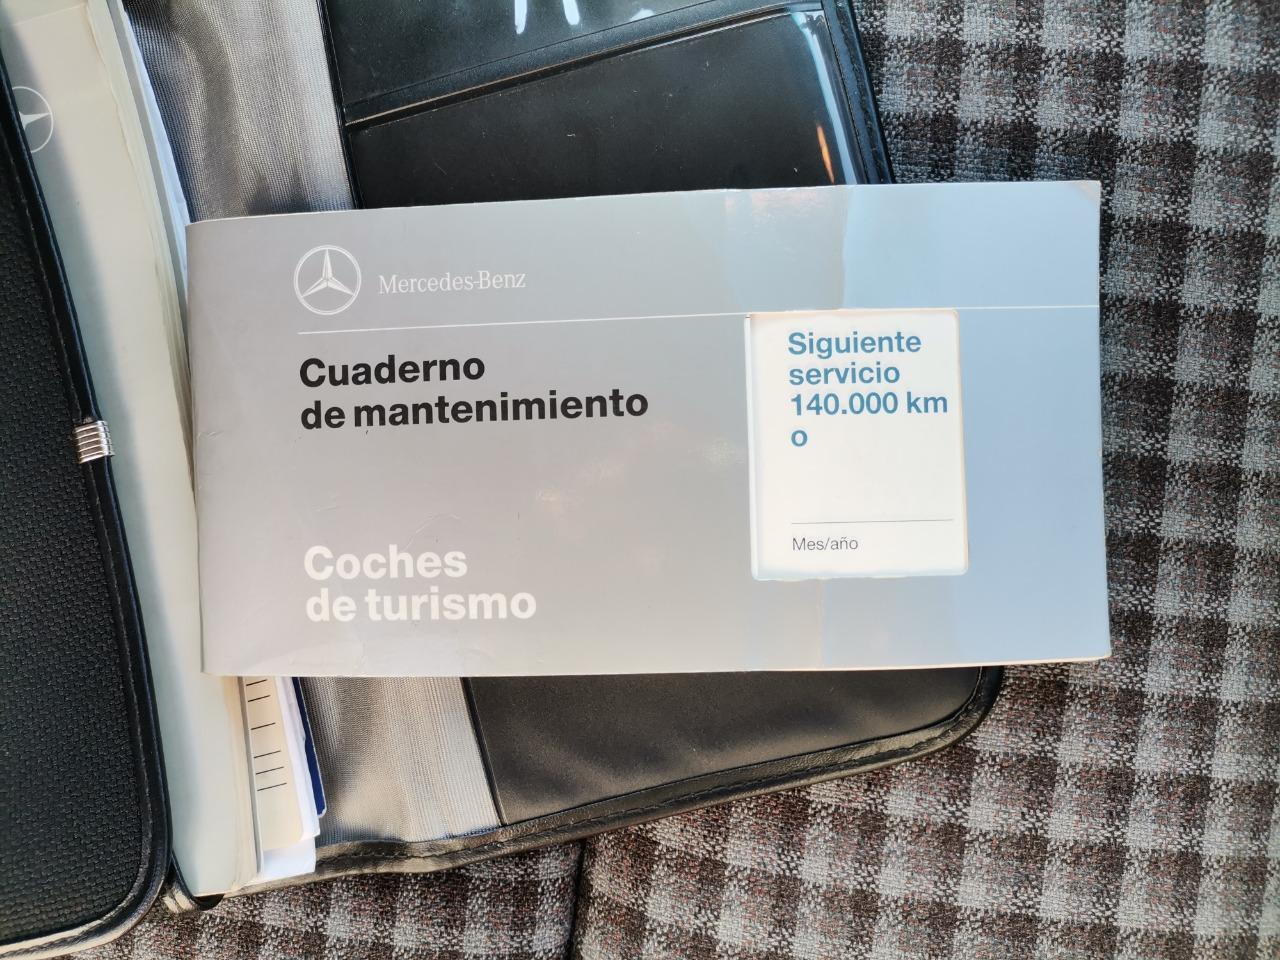 Mercedes-Benz
Cuaderno
de mantenimiento
Siguiente
servicio
140.000 km
o
Mes/año
Coches
de turismo